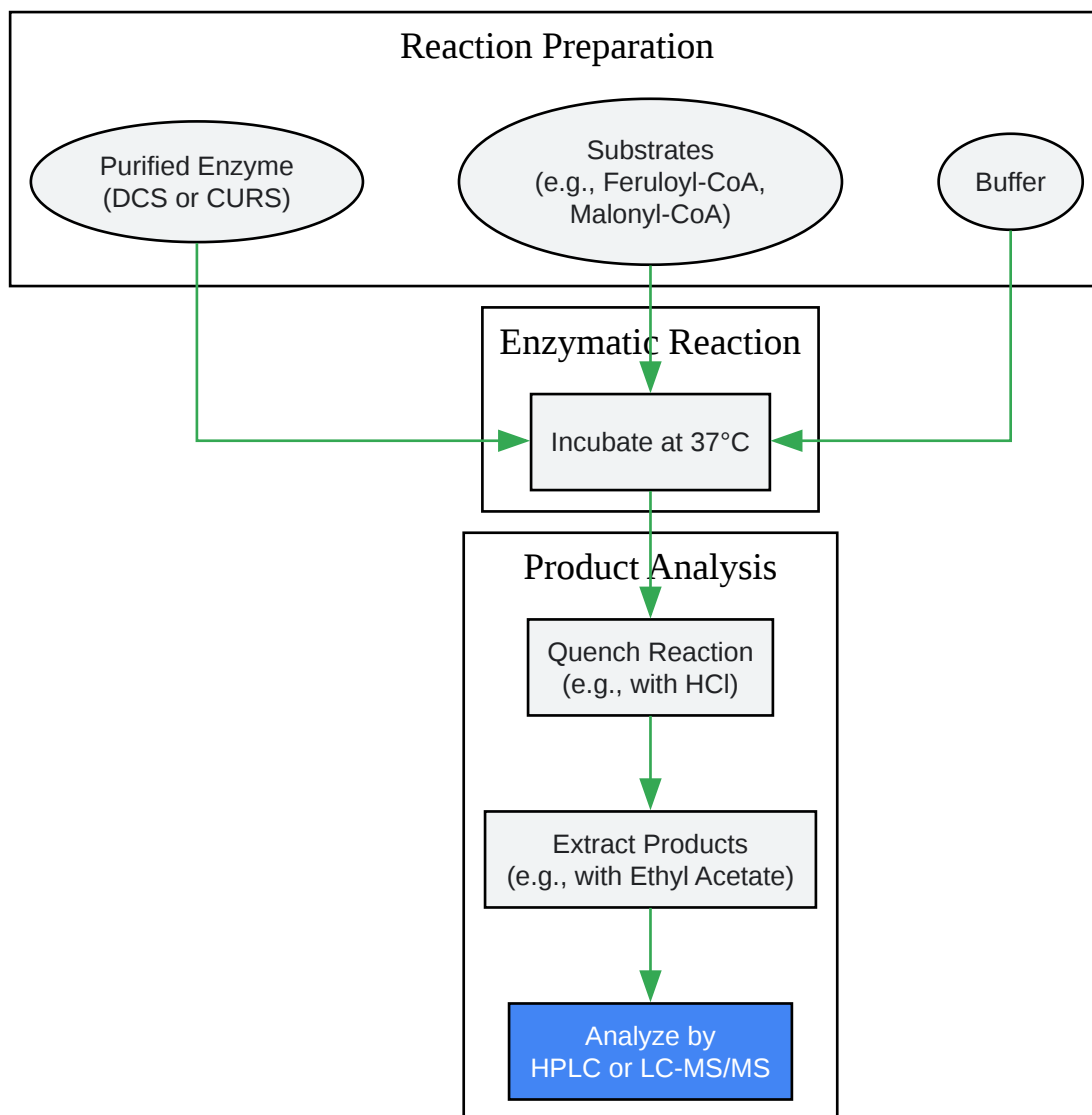 Reaction Preparation
Purified Enzyme
(DCS or CURS)
Substrates
(e.g., Feruloyl-CoA,
Malonyl-CoA)
Buffer
Enzymatic Reaction
Incubate at 37°C
Product Analysis
Quench Reaction
(e.g., with HCl)
Extract Products
(e.g., with Ethyl Acetate)
Analyze by
HPLC or LC-MS/MS